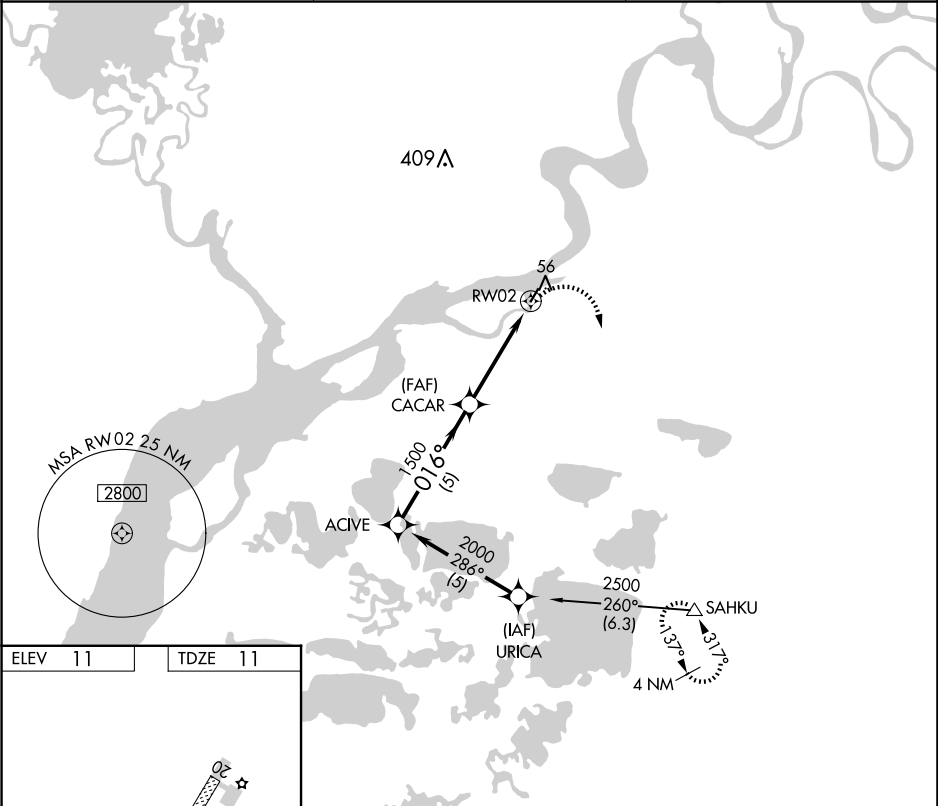 409
56
RW02
(FAF)
CACAR
1500
016°
(5)
MSA RW02 25 NM
2800
ACIVE
2000
286°
(5)
2500
260°
(6.3)
SAHKU
(IAF)
URICA
137°
317°
4 NM
ELEV 11
TDZE 11
20